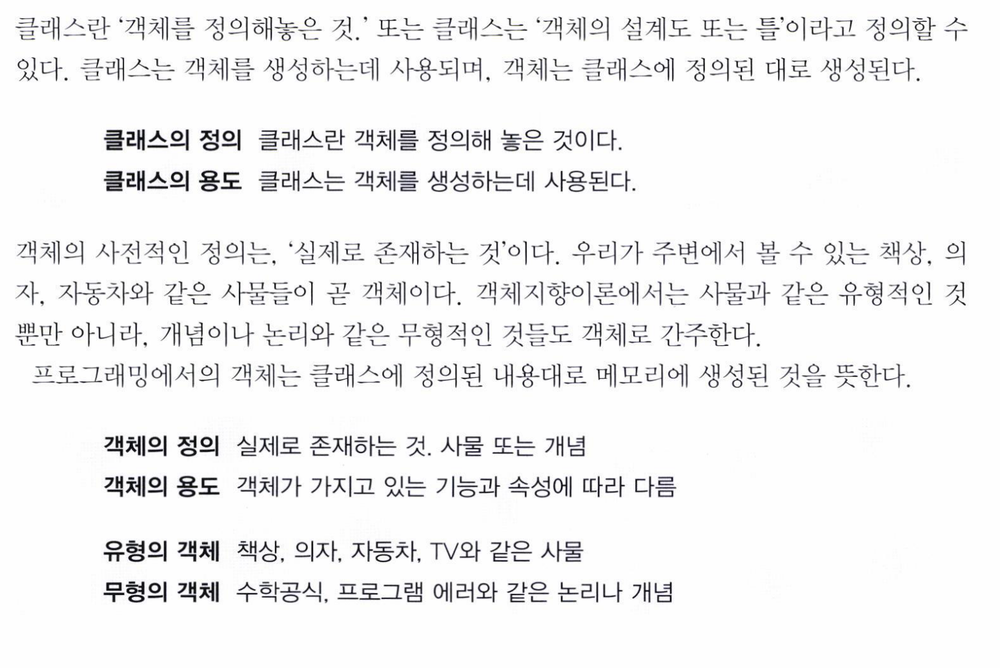 클래스란 ‘객체를 정의해놓은 것.’ 또는 클래스는 ‘객체의 설계도 또는 틀’이라고 정의할 수
있다. 클래스는 객체를 생성하는데 사용되며, 객체는 클래스에 정의된 대로 생성된다.
클래스의 정의 클래스란 객체를 정의해 놓은 것이다.
클래스의 용도 클래스는 객체를 생성하는데 사용된다.
객체의 사전적인 정의는, ‘실제로 존재하는 것’이다. 우리가 주변에서 볼 수 있는 책상, 의
자, 자동차와 같은 사물들이 곧 객체이다. 객체지향이론에서는 사물과 같은 유형적인 것
뿐만 아니라, 개념이나 논리와 같은 무형적인 것들도 객체로 간주한다.
프로그래밍에서의 객체는 클래스에 정의된 내용대로 메모리에 생성된 것을 뜻한다.
객체의 정의 실제로 존재하는 것. 사물 또는 개념
객체의 용도 객체가 가지고 있는 기능과 속성에 따라 다름
유형의 객체 책상, 의자, 자동차, TV와 같은 사물
무형의 객체 수학공식, 프로그램 에러와 같은 논리나 개념